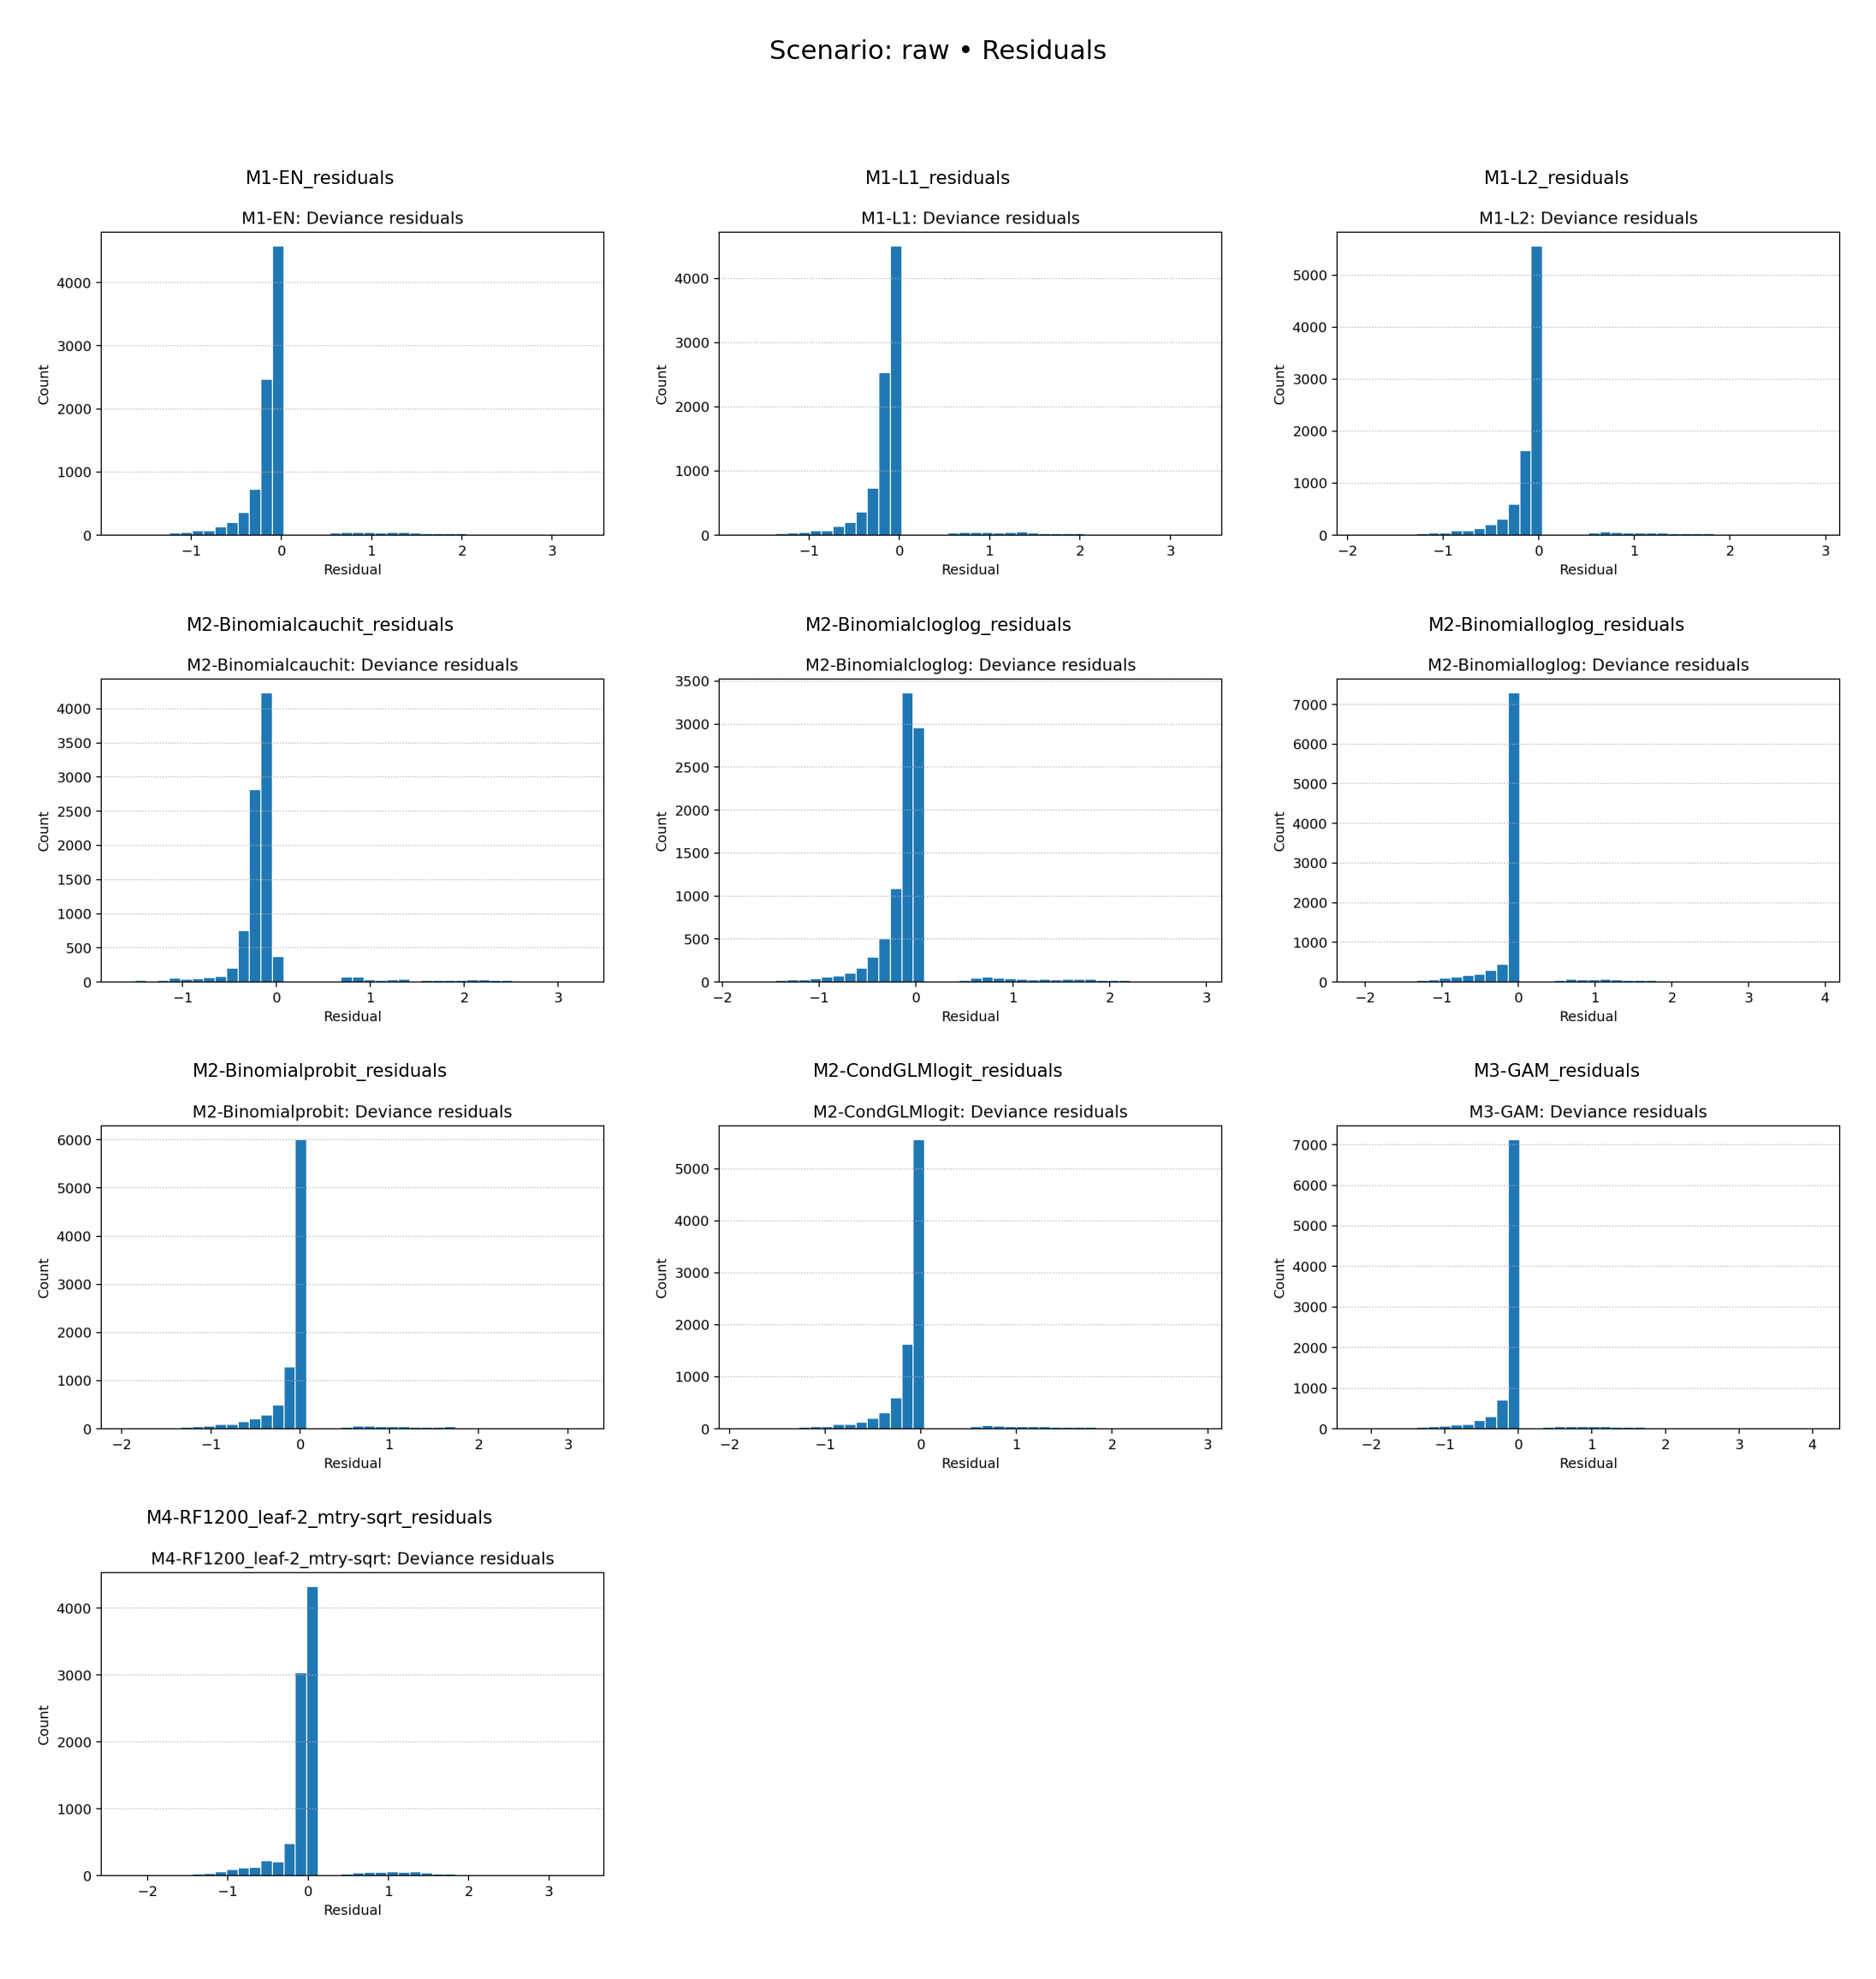 Scenario: raw • Residuals
M1-EN_residuals
M1-EN: Deviance residuals
Count
4000
3000
2000
1000
0
−1 0 1 2 3
Residual
M1-L1_residuals
M1-L1: Deviance residuals
Count
4000
3000
2000
1000
0
−1 0 1 2 3
Residual
M1-L2_residuals
M1-L2: Deviance residuals
Count
5000
4000
3000
2000
1000
0
−2 −1 0 1 2 3
Residual
M2-Binomialcauchit_residuals
M2-Binomialcauchit: Deviance residuals
Count
4000
3500
3000
2500
2000
1500
1000
500
0
−1 0 1 2 3
Residual
M2-Binomialcloglog_residuals
M2-Binomialcloglog: Deviance residuals
Count
3500
3000
2500
2000
1500
1000
500
0
−2 −1 0 1 2 3
Residual
M2-Binomialloglog_residuals
M2-Binomialloglog: Deviance residuals
Count
7000
6000
5000
4000
3000
2000
1000
0
−2 −1 0 1 2 3 4
Residual
M2-Binomialprobit_residuals
M2-Binomialprobit: Deviance residuals
Count
6000
5000
4000
3000
2000
1000
0
−2 −1 0 1 2 3
Residual
M2-CondGLMlogit_residuals
M2-CondGLMlogit: Deviance residuals
Count
5000
4000
3000
2000
1000
0
−2 −1 0 1 2 3
Residual
M3-GAM_residuals
M3-GAM: Deviance residuals
Count
7000
6000
5000
4000
3000
2000
1000
0
−2 −1 0 1 2 3 4
Residual
M4-RF1200_leaf-2_mtry-sqrt_residuals
M4-RF1200_leaf-2_mtry-sqrt: Deviance residuals
Count
4000
3000
2000
1000
0
−2 −1 0 1 2 3
Residual